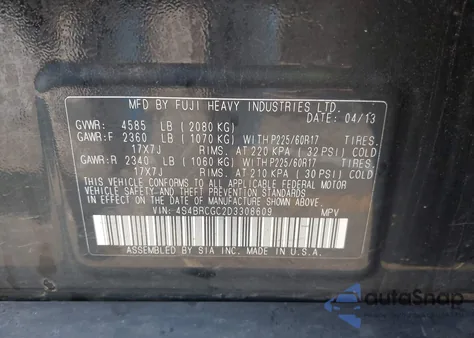 MFD BY FUJI HEAVY INDUSTRIES LTD.
DATE: 04/13
GVWR: 4585 LB (2080 KG)
GAWR:F 2360 LB (1070 KG) WITH P225/60R17 TIRES.
17X7J RIMS. AT 220 KPA (32 PSI) COLD
GAWR:R 2340 LB (1060 KG) WITH P225/60R17 TIRES.
17X7J RIMS. AT 210 KPA (30 PSI) COLD
THIS VEHICLE CONFORMS TO ALL APPLICABLE FEDERAL MOTOR
VEHICLE SAFETY AND THEFT PREVENTION STANDARDS IN
EFFECT ON THE DATE OF MANUFACTURE SHOWN ABOVE.
VIN: 4S4BRCGC2D3308609 MPV
ASSEMBLED BY SIA INC. MADE IN U.S.A.
autoSnap